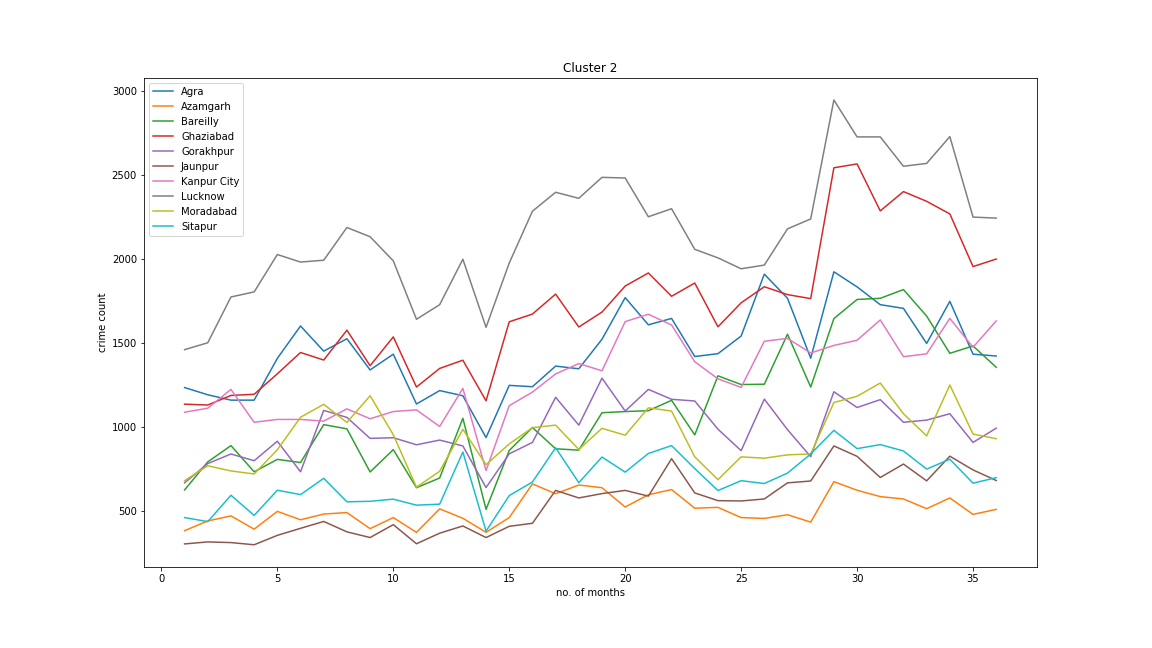 Cluster 2
3000
2500
2000
1500
1000
500
crime count
Agra
Azamgarh
Bareilly
Ghaziabad
Gorakhpur
Jaunpur
Kanpur City
Lucknow
Moradabad
Sitapur
0 5 10 15 20 25 30 35
no. of months